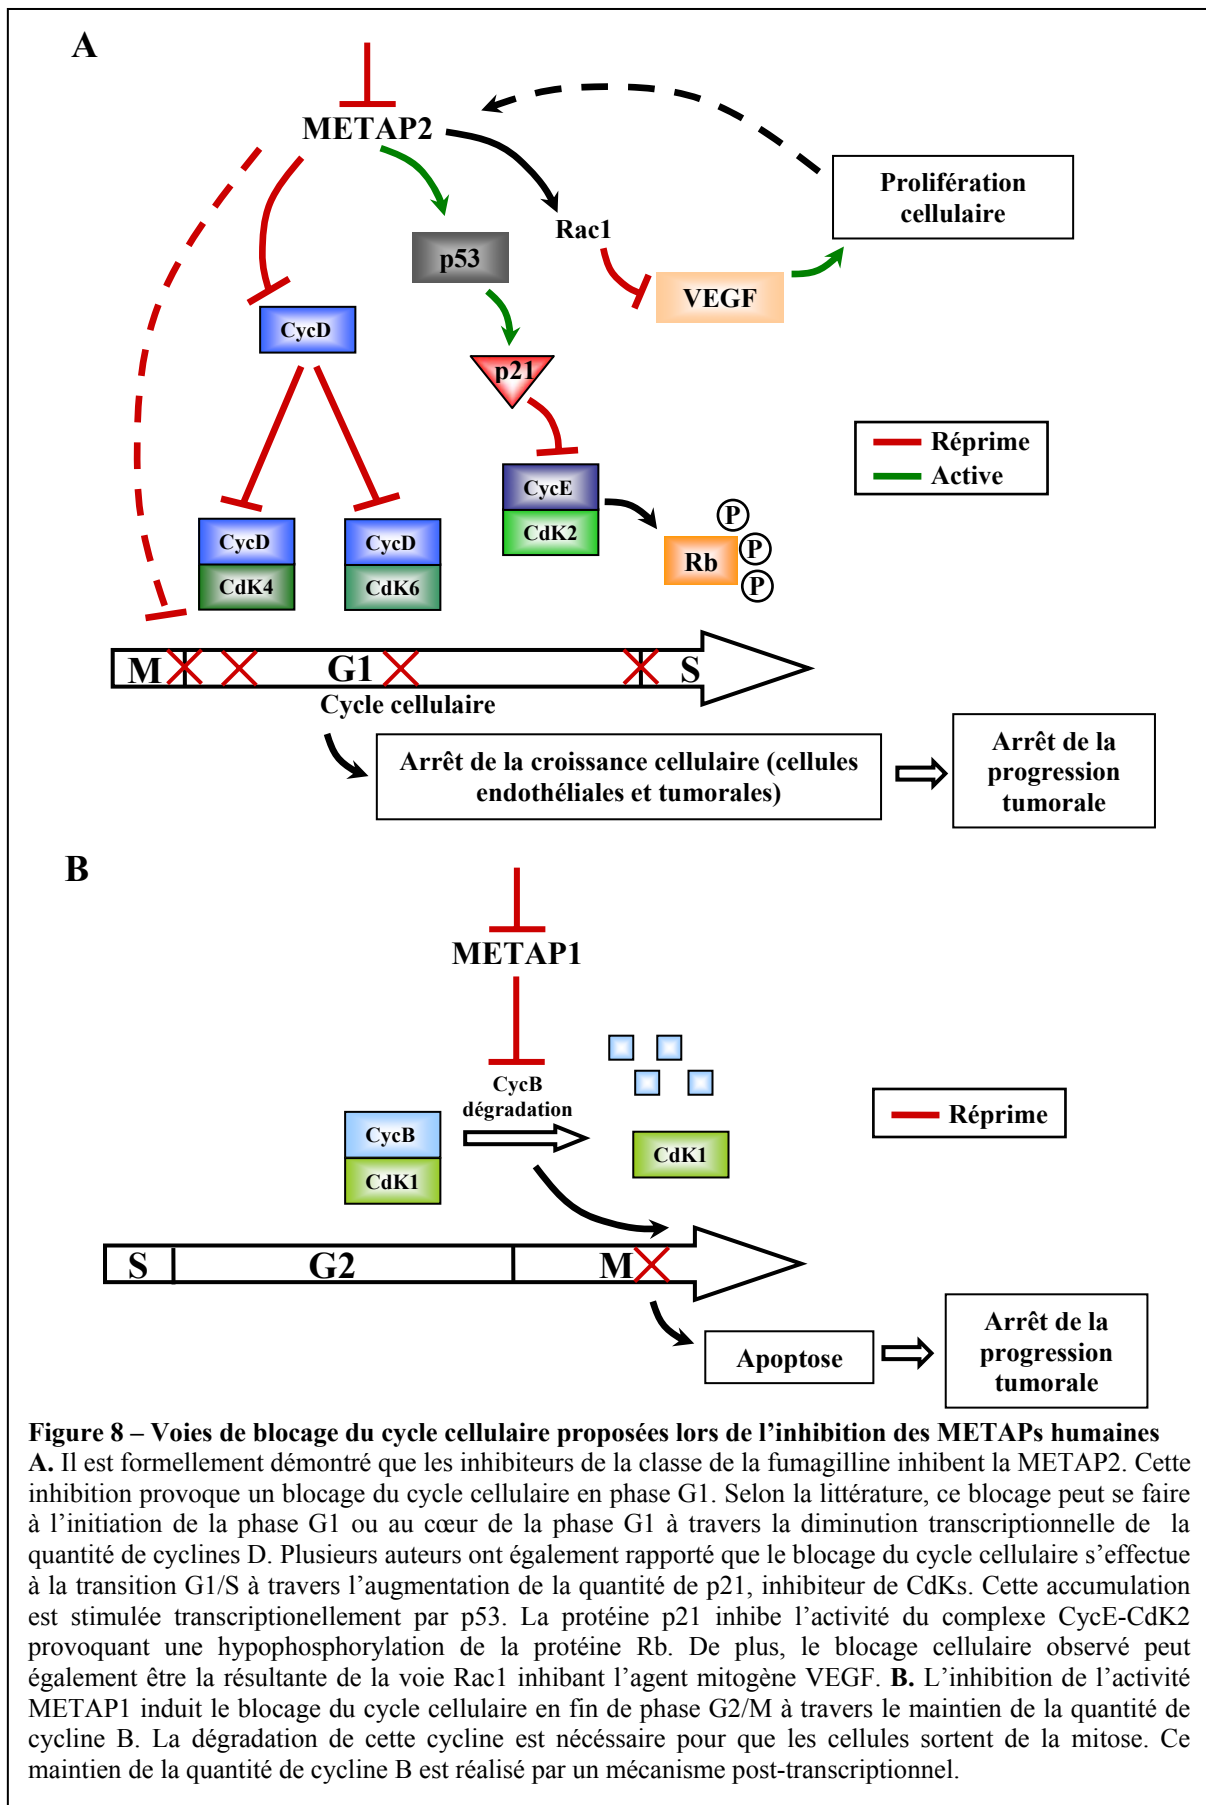 A
METAP2
Prolifération
cellulaire
Rac1
p53
VEGF
CycD
p21
Réprime
Active
CycE
CdK2
CycD
CdK4
CycD
CdK6
Rb
P
P
P
M
G1
S
Cycle cellulaire
Arrêt de la croissance cellulaire (cellules
endothéliales et tumorales)
Arrêt de la
progression
tumorale
B
METAP1
CycB
dégradation
CycB
CdK1
CdK1
Réprime
S
G2
M
Apoptose
Arrêt de la
progression
tumorale
Figure 8 – Voies de blocage du cycle cellulaire proposées lors de l’inhibition des METAPs humaines
A. Il est formellement démontré que les inhibiteurs de la classe de la fumagilline inhibent la METAP2. Cette
inhibition provoque un blocage du cycle cellulaire en phase G1. Selon la littérature, ce blocage peut se faire
à l’initiation de la phase G1 ou au cœur de la phase G1 à travers la diminution transcriptionnelle de la
quantité de cyclines D. Plusieurs auteurs ont également rapporté que le blocage du cycle cellulaire s’effectue
à la transition G1/S à travers l’augmentation de la quantité de p21, inhibiteur de CdKs. Cette accumulation
est stimulée transcriptionellement par p53. La protéine p21 inhibe l’activité du complexe CycE-CdK2
provoquant une hypophosphorylation de la protéine Rb. De plus, le blocage cellulaire observé peut
également être la résultante de la voie Rac1 inhibant l’agent mitogène VEGF. B. L’inhibition de l’activité
METAP1 induit le blocage du cycle cellulaire en fin de phase G2/M à travers le maintien de la quantité de
cycline B. La dégradation de cette cycline est nécéssaire pour que les cellules sortent de la mitose. Ce
maintien de la quantité de cycline B est réalisé par un mécanisme post-transcriptionnel.